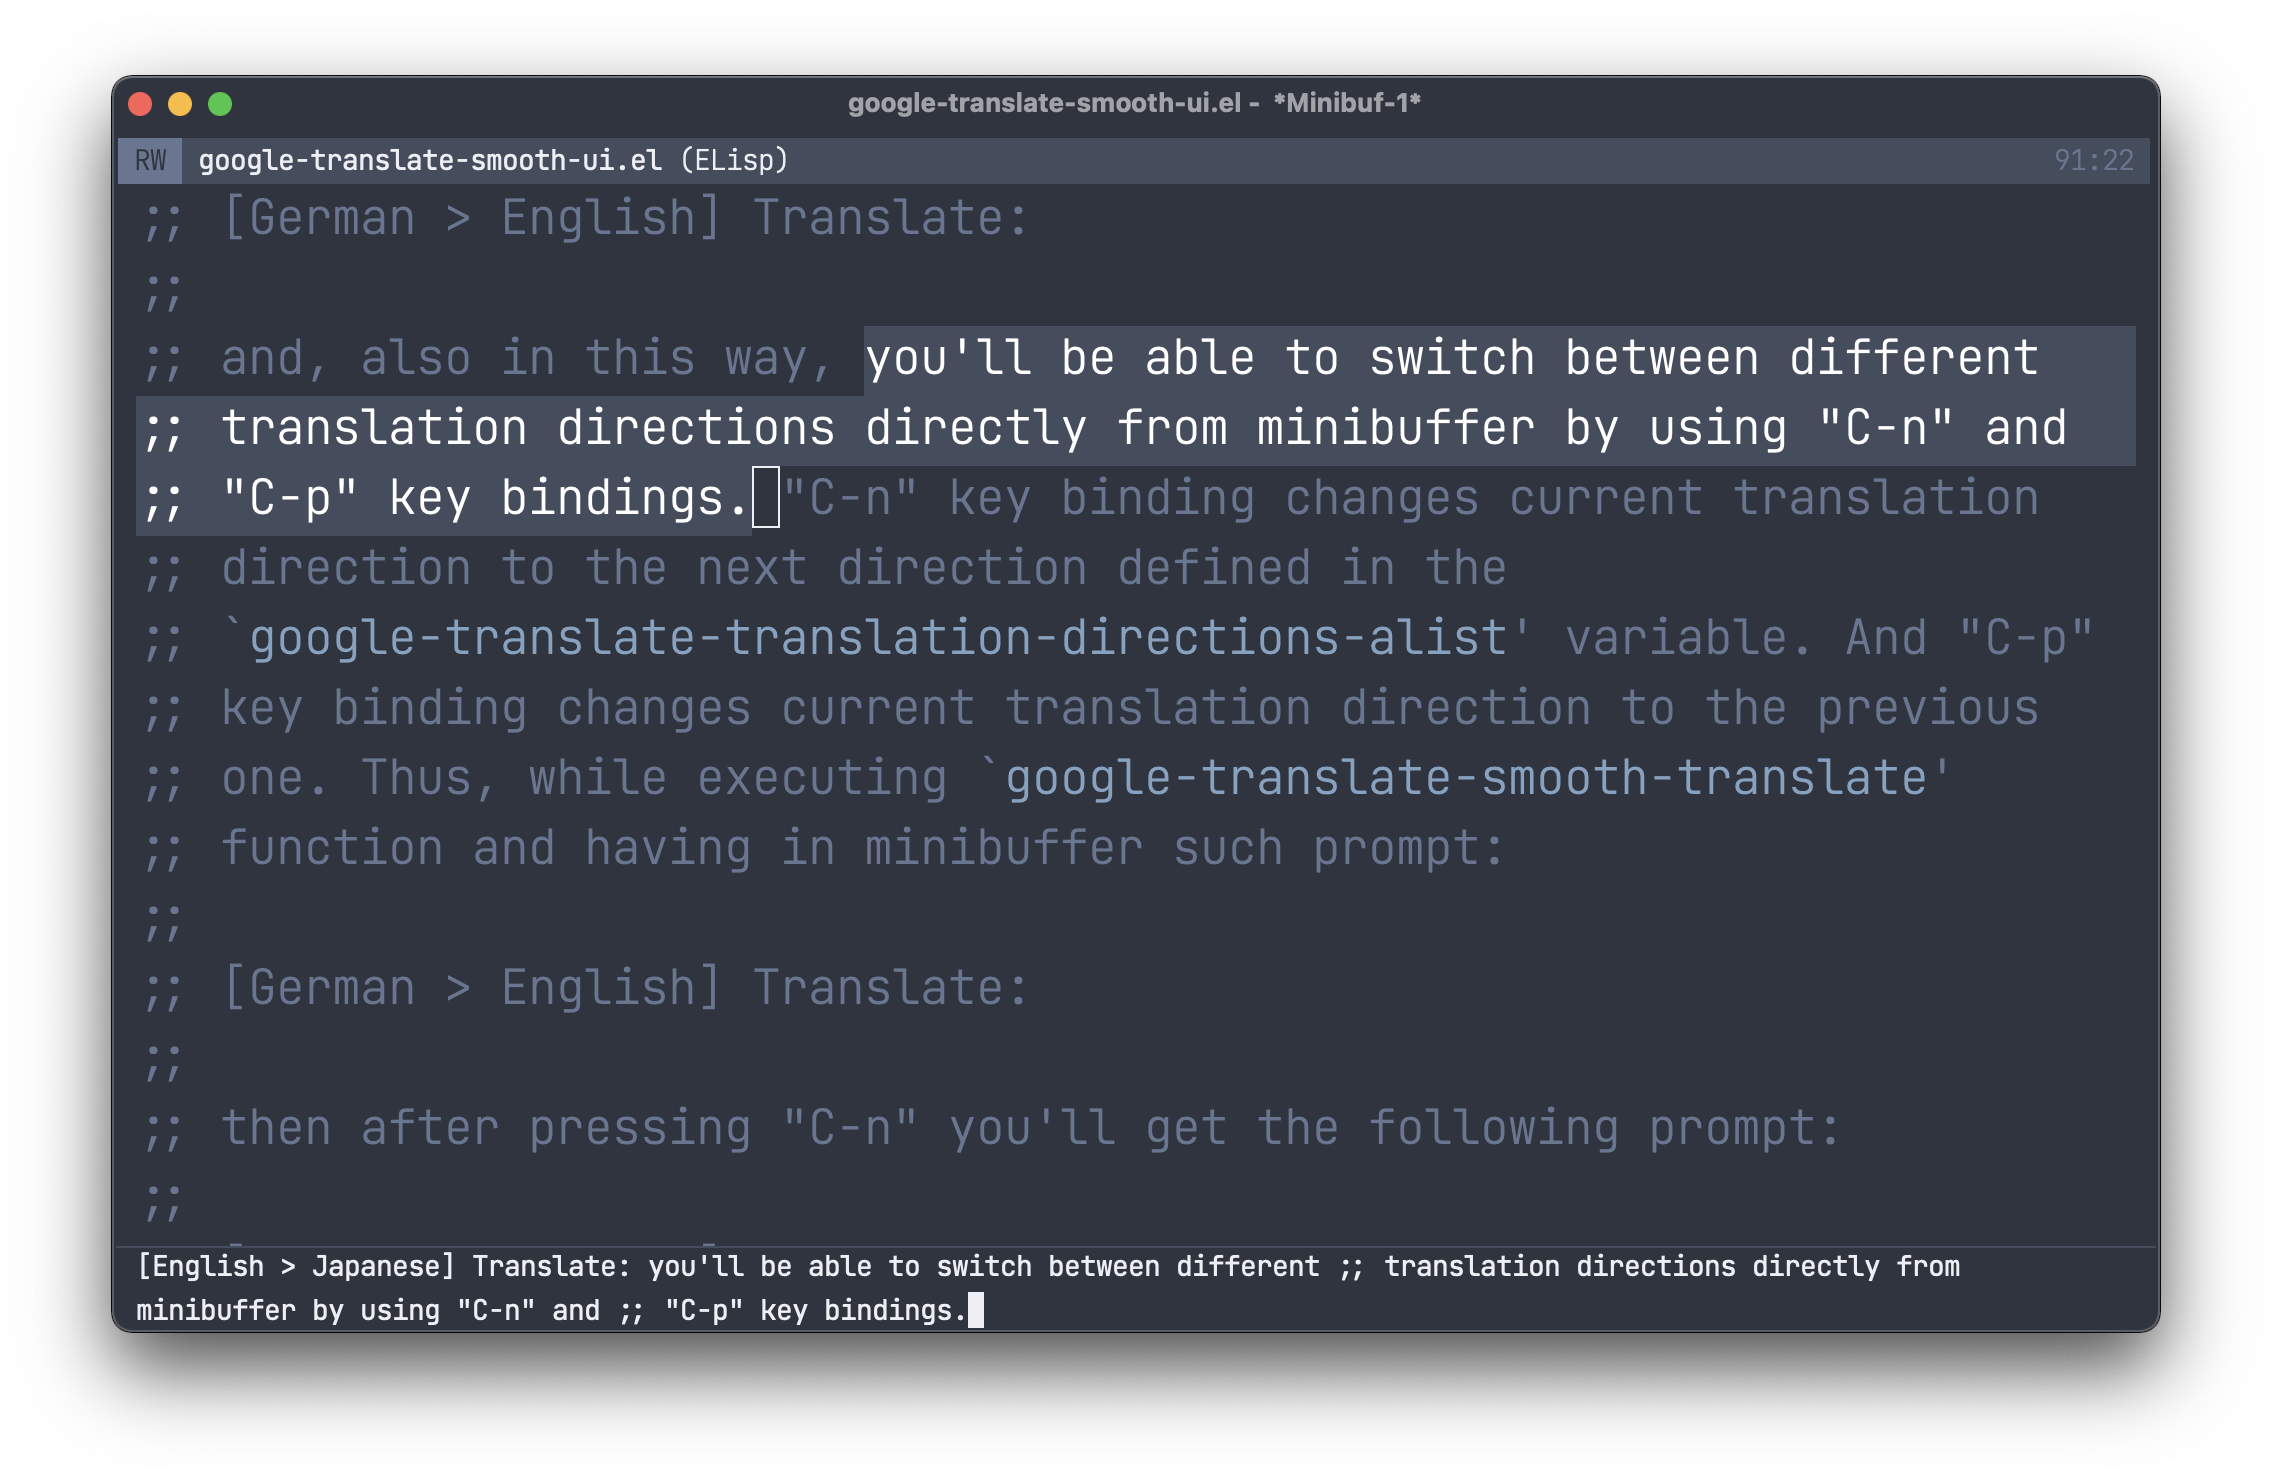 google-translate-smooth-ui.el - *Minibuf-1*
RW google-translate-smooth-ui.el (ELisp) 91:22
;; [German > English] Translate:
;;
;; and, also in this way, you'll be able to switch between different
;; translation directions directly from minibuffer by using "C-n" and
;; "C-p" key bindings. "C-n" key binding changes current translation
;; direction to the next direction defined in the
;; `google-translate-translation-directions-alist' variable. And "C-p"
;; key binding changes current translation direction to the previous
;; one. Thus, while executing `google-translate-smooth-translate'
;; function and having in minibuffer such prompt:
;;
;; [German > English] Translate:
;;
;; then after pressing "C-n" you'll get the following prompt:
;;
[English > Japanese] Translate: you'll be able to switch between different ;; translation directions directly from
minibuffer by using "C-n" and ;; "C-p" key bindings.